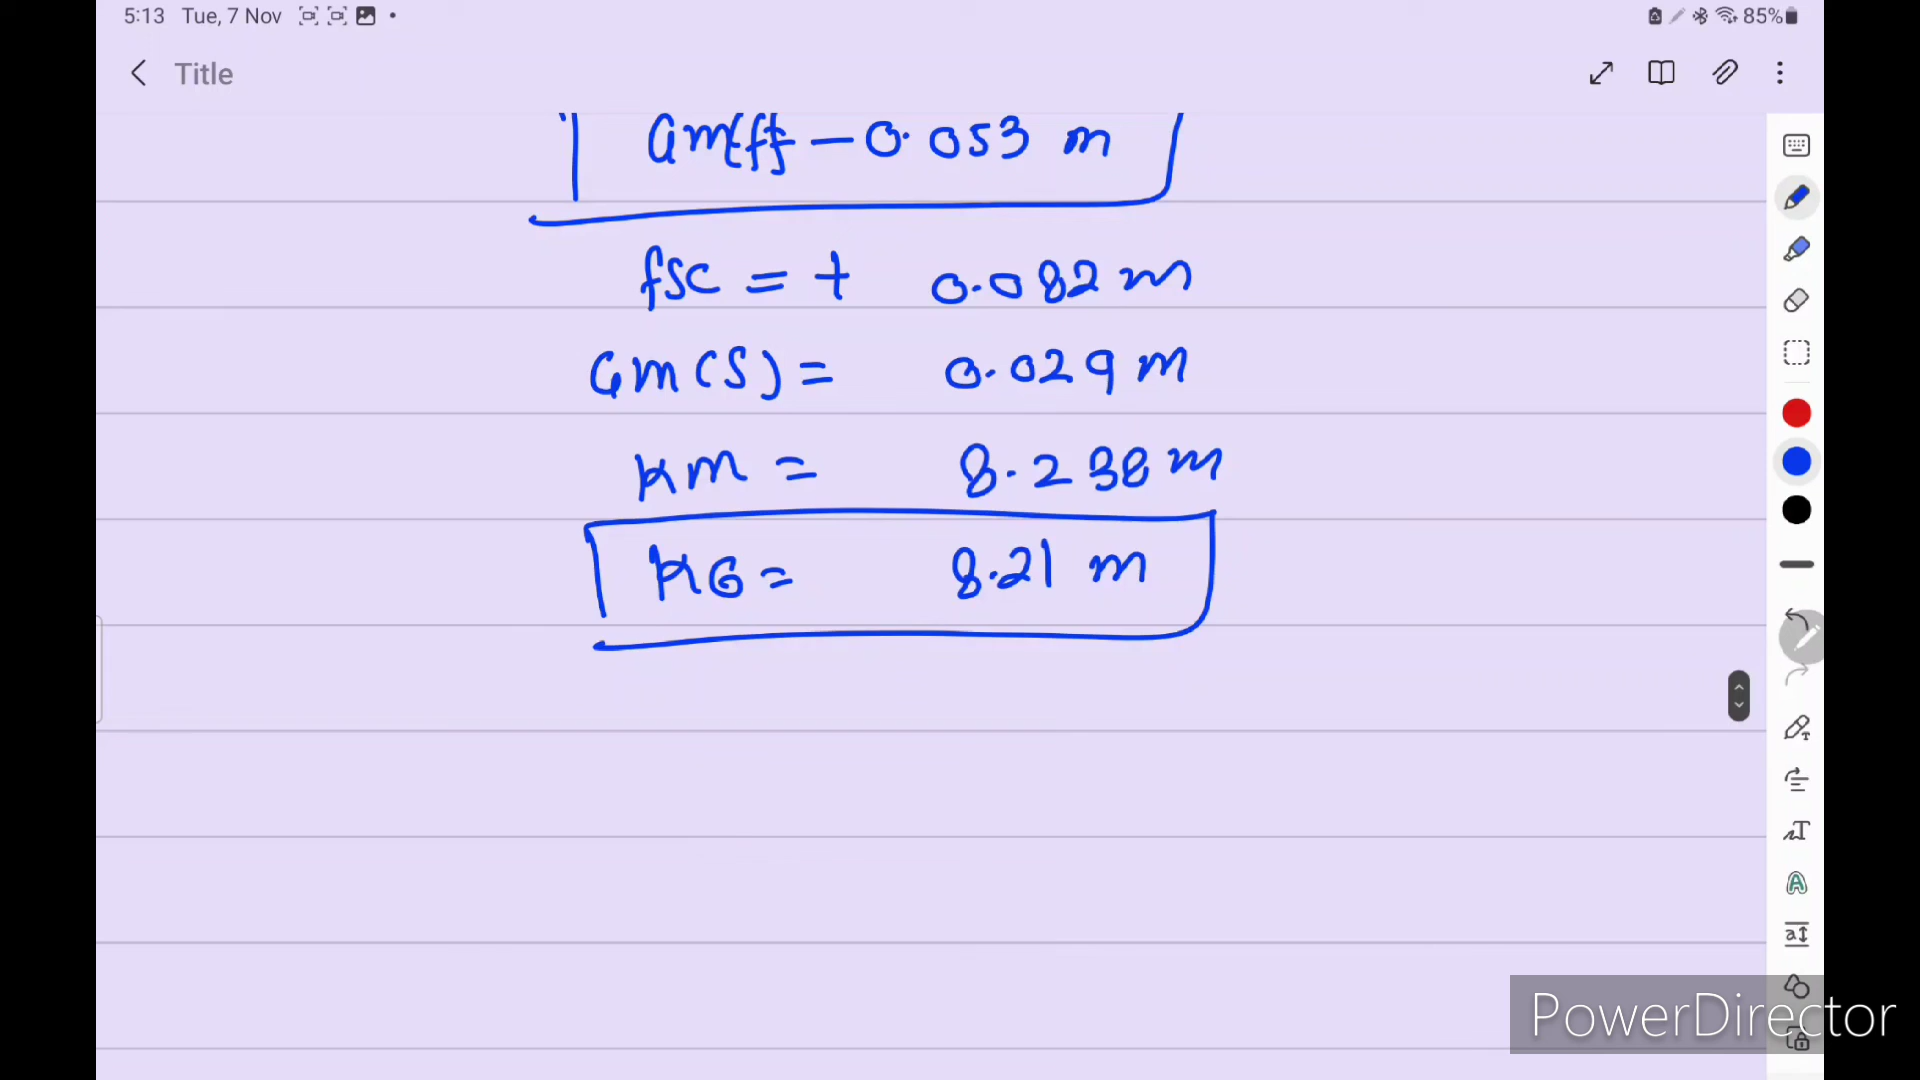 5:13 Tue, 7 Nov 85%
Title
GMeff - 0.053 m
fsc = + 0.082 m
Gm(s) = 0.029 m
KM = 8.238 m
KG = 8.21 m
PowerDirector